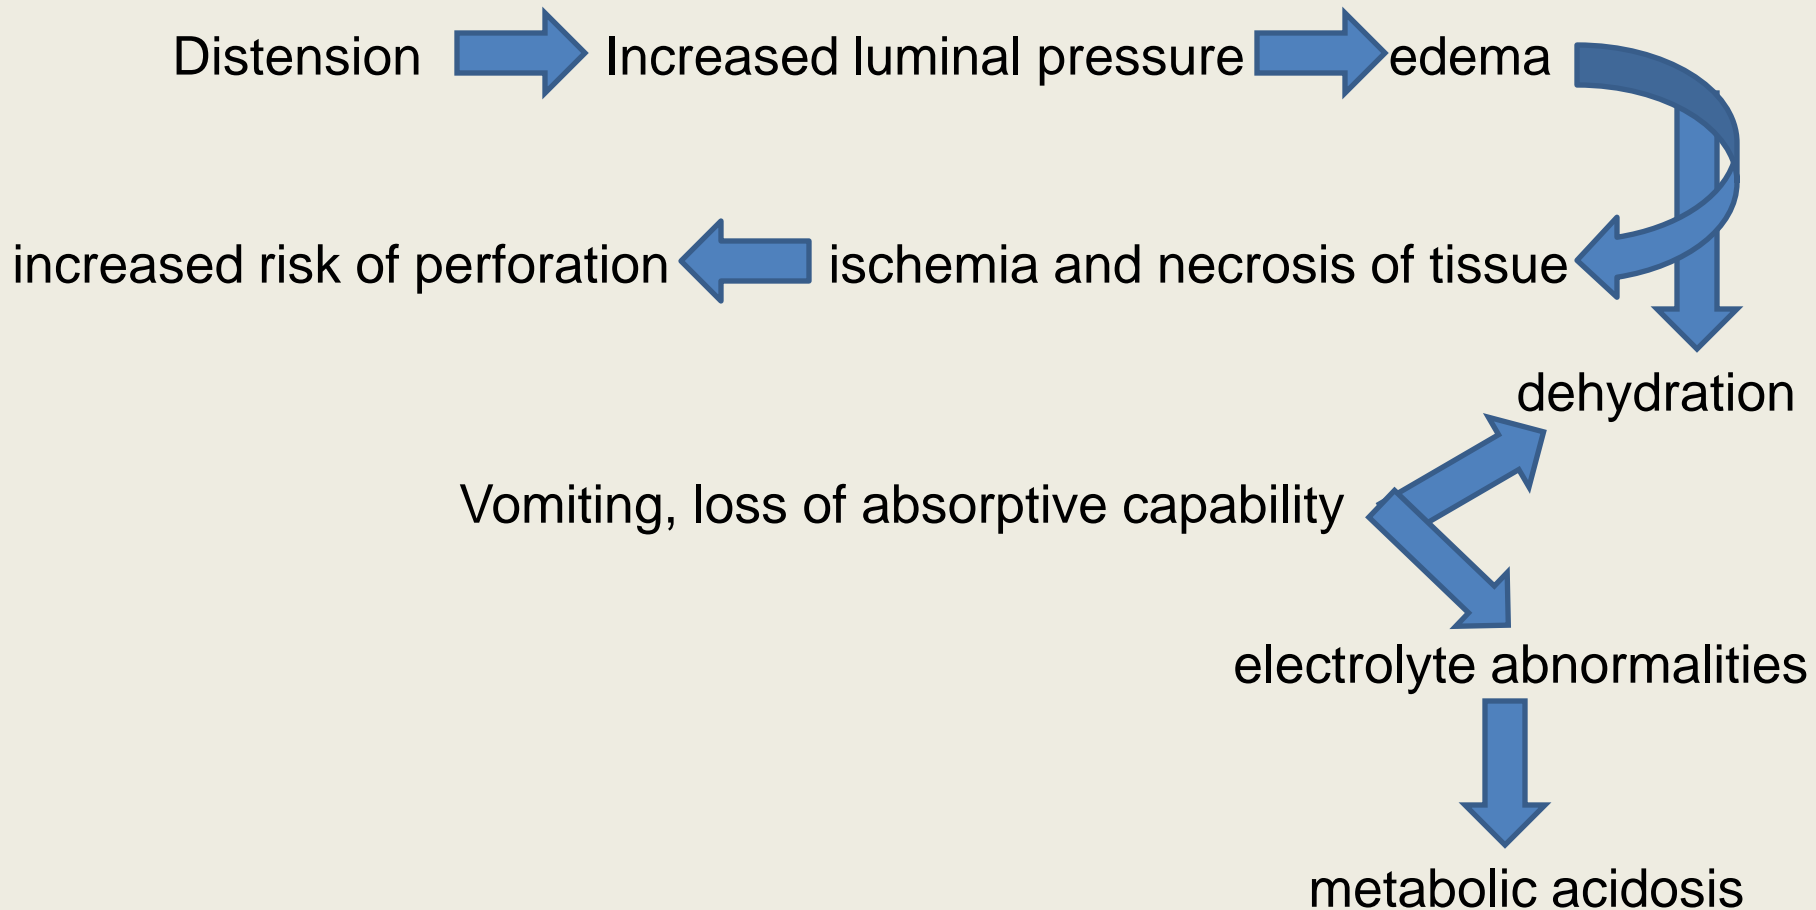 Distension Increased luminal pressure edema
increased risk of perforation ischemia and necrosis of tissue
dehydration
Vomiting, loss of absorptive capability
electrolyte abnormalities
metabolic acidosis